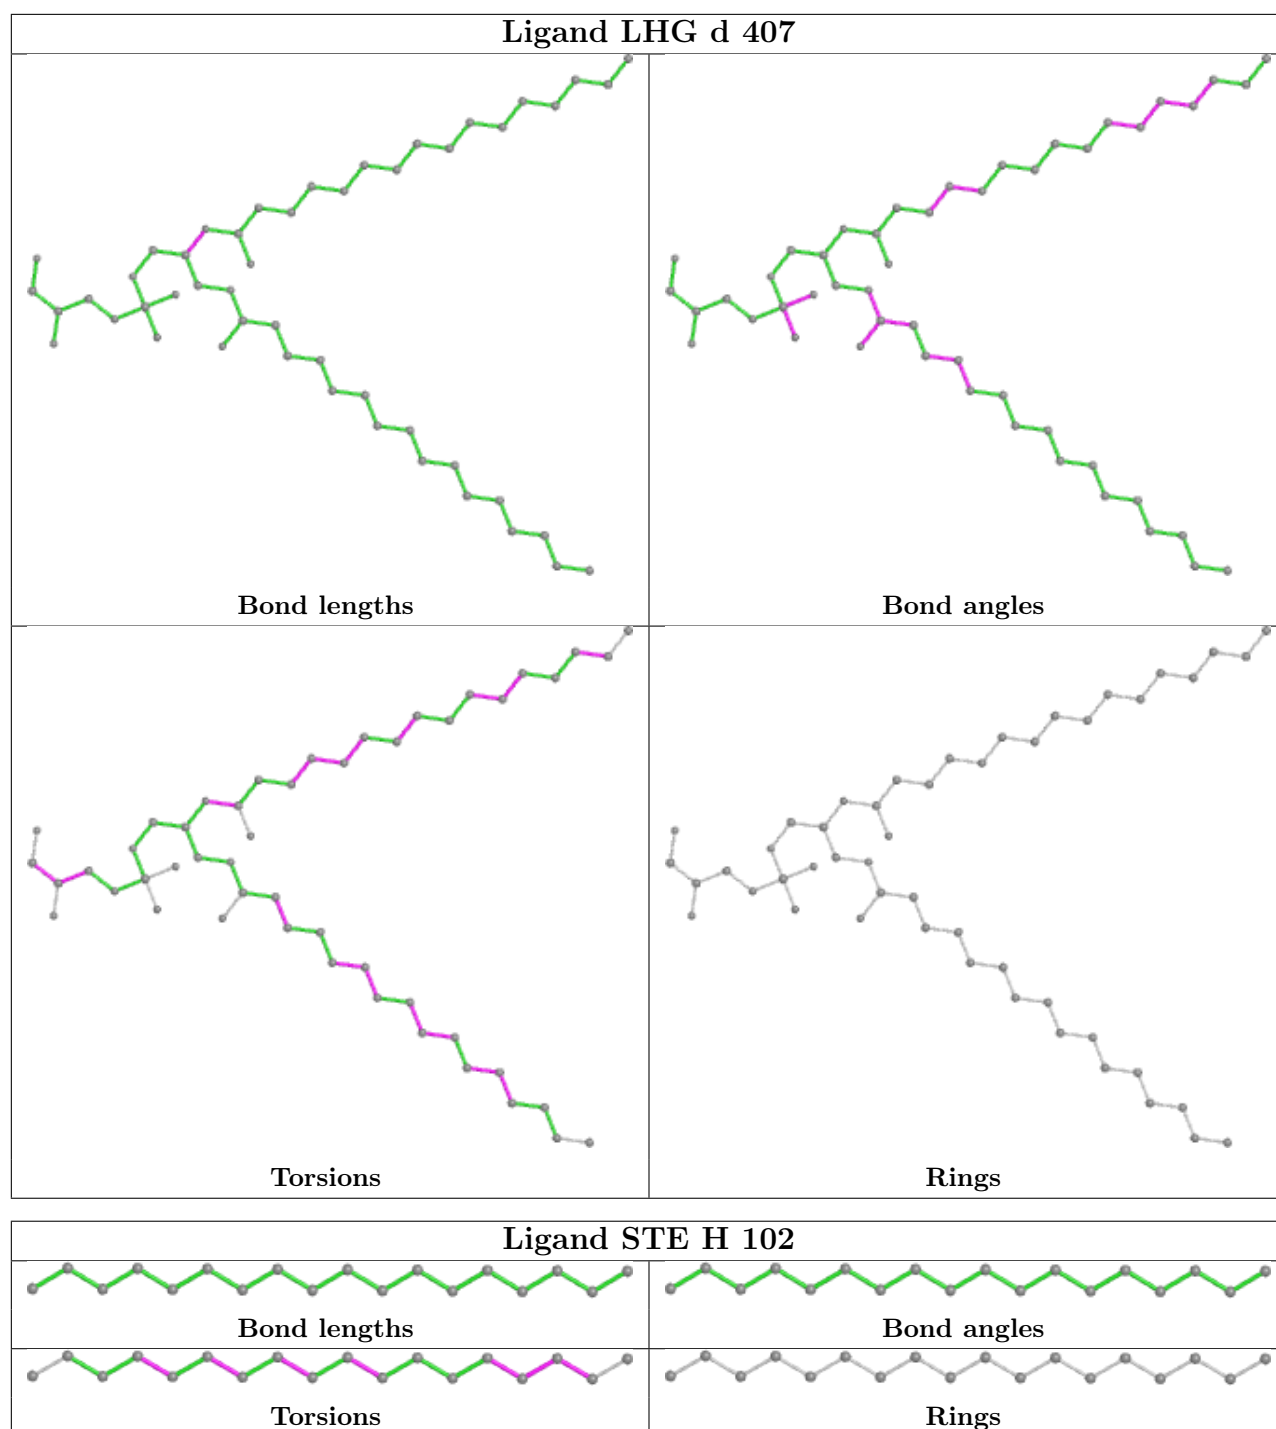 Ligand LHG d 407
Bond lengths
Bond angles
Torsions
Rings
Ligand STE H 102
Bond lengths
Bond angles
Torsions
Rings